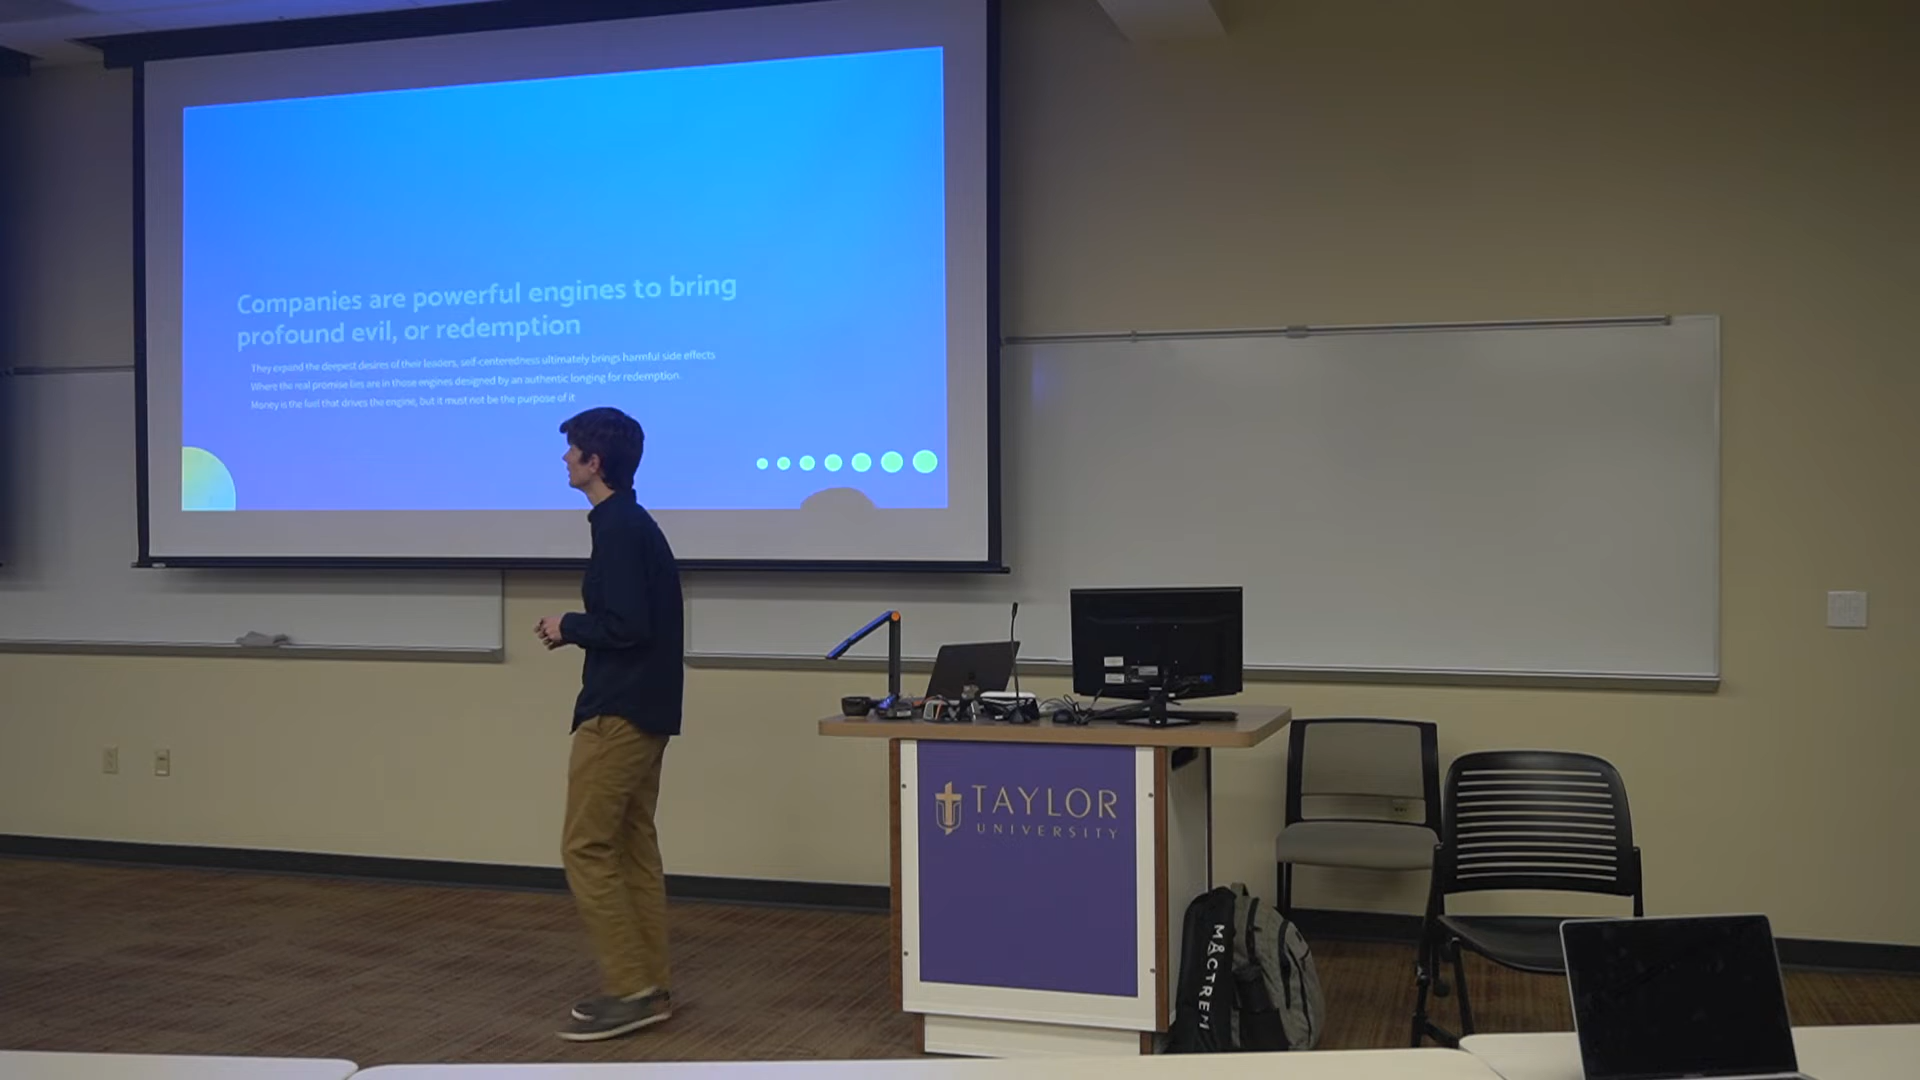 Companies are powerful engines to bring
profound evil, or redemption
They expand the deepest desires of their leaders, self-centeredness ultimately brings harmful side effects
Where the real promise lies are in those engines designed by an authentic longing for redemption.
Money is the fuel that drives the engine, but it must not be the purpose of it
TAYLOR
UNIVERSITY
MACTREM